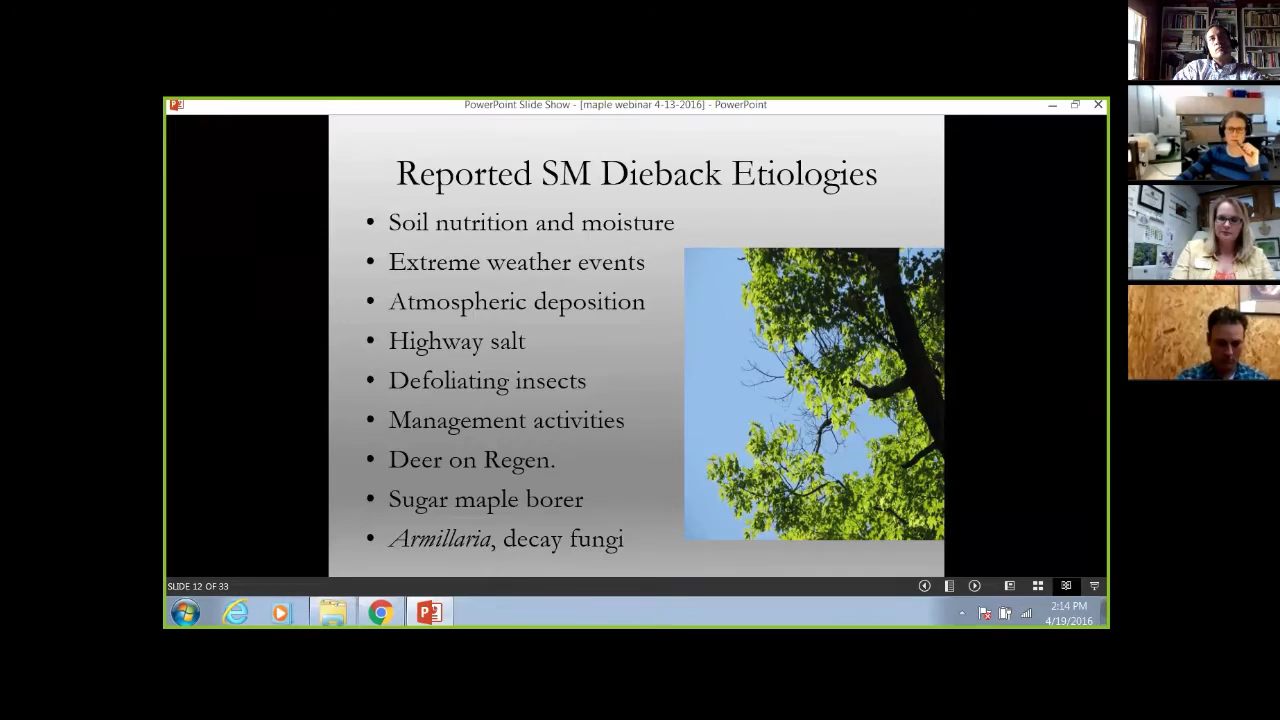 PowerPoint Slide Show - [maple webinar 4-13-2016] - PowerPoint
Reported SM Dieback Etiologies
• Soil nutrition and moisture
• Extreme weather events
• Atmospheric deposition
• Highway salt
• Defoliating insects
• Management activities
• Deer on Regen.
• Sugar maple borer
• Armillaria, decay fungi
SLIDE 12 OF 33
2:14 PM
4/19/2016